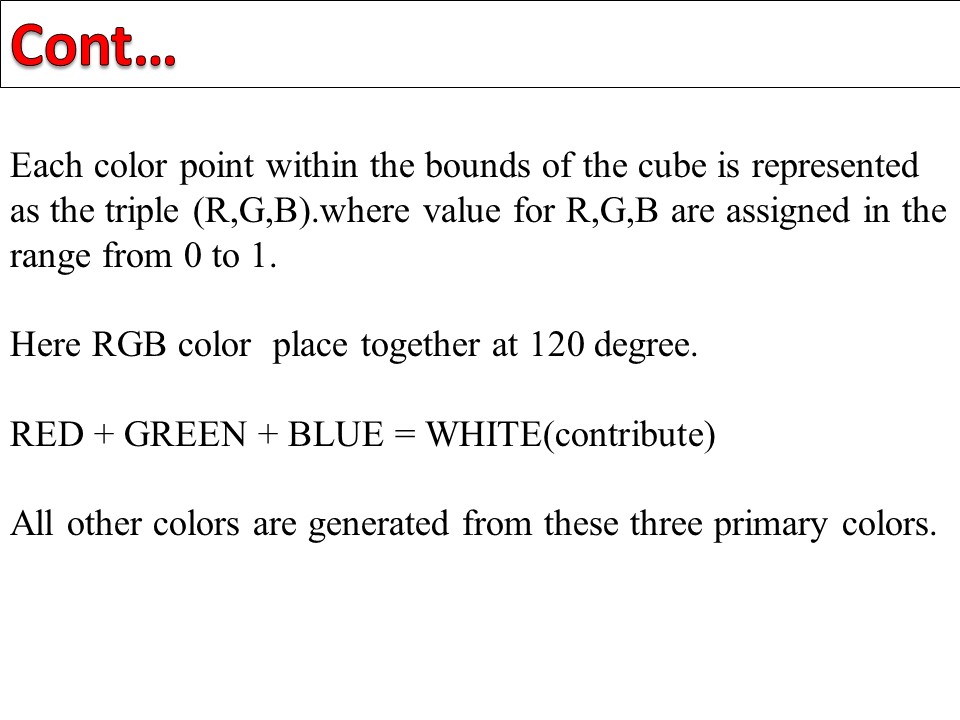 Cont...
Each color point within the bounds of the cube is represented
as the triple (R,G,B).where value for R,G,B are assigned in the
range from 0 to 1.
Here RGB color  place together at 120 degree.
RED + GREEN + BLUE = WHITE(contribute)
All other colors are generated from these three primary colors.